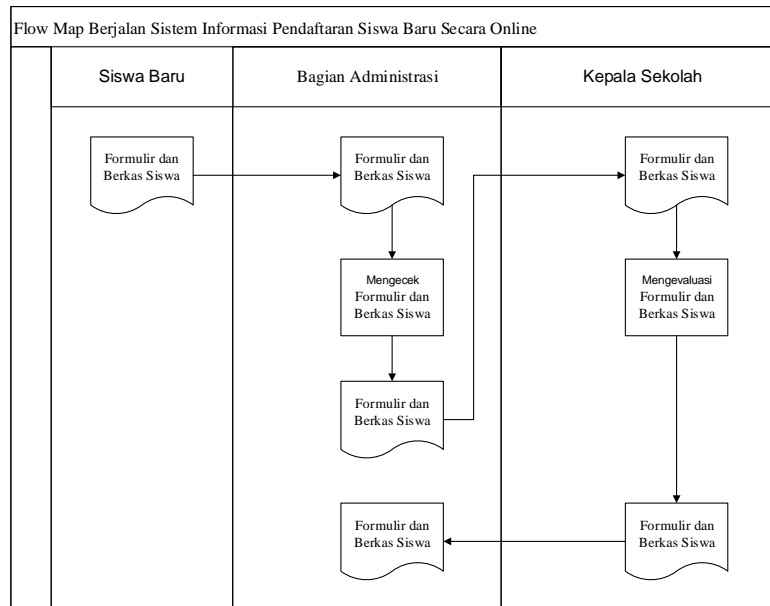 Flow Map Berjalan Sistem Informasi Pendaftaran Siswa Baru Secara Online
Siswa Baru
Bagian Administrasi
Kepala Sekolah
Formulir dan
Berkas Siswa
Formulir dan
Berkas Siswa
Formulir dan
Berkas Siswa
Mengecek
Formulir dan
Berkas Siswa
Mengevaluasi
Formulir dan
Berkas Siswa
Formulir dan
Berkas Siswa
Formulir dan
Berkas Siswa
Formulir dan
Berkas Siswa